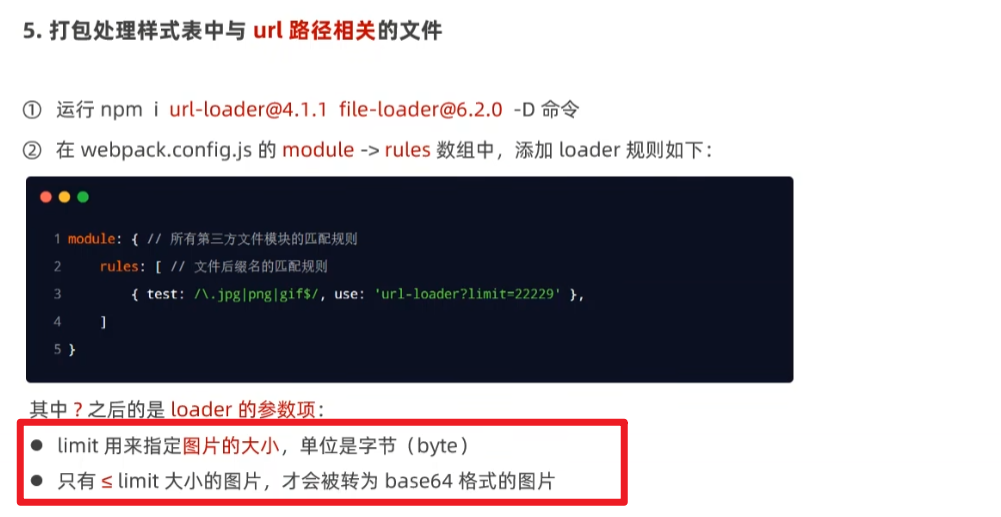 5. 打包处理样式表中与 url 路径相关的文件
① 运行 npm i url-loader@4.1.1 file-loader@6.2.0 -D 命令
② 在 webpack.config.js 的 module -> rules 数组中，添加 loader 规则如下：
1 module: { // 所有第三方文件模块的匹配规则
2 rules: [ // 文件后缀名的匹配规则
3 { test: /\.jpg|png|gif$/, use: 'url-loader?limit=22229' },
4 ]
5 }
其中 ? 之后的是 loader 的参数项：
● limit 用来指定图片的大小，单位是字节（byte）
● 只有 ≤ limit 大小的图片，才会被转为 base64 格式的图片